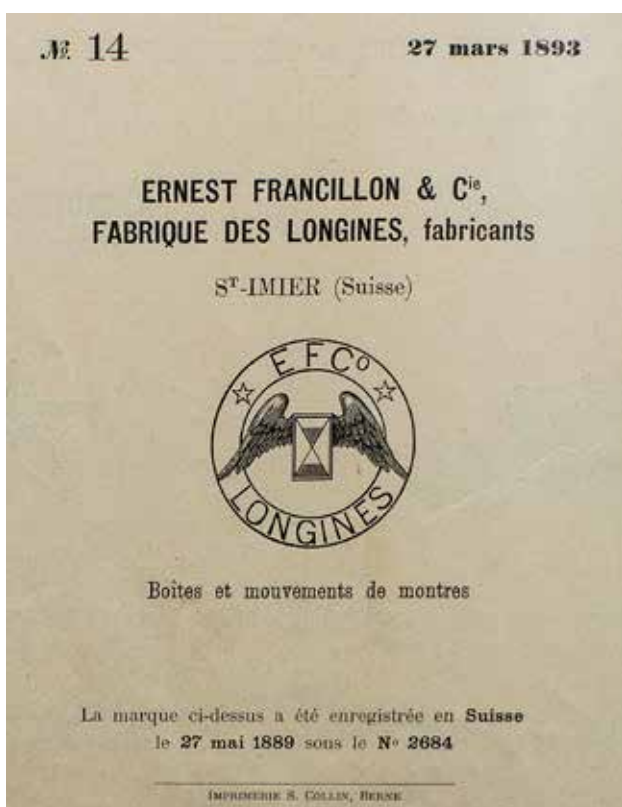 № 14
27 mars 1893
ERNEST FRANCILLON & Cie,
FABRIQUE DES LONGINES, fabricants
ST-IMIER (Suisse)
EFCo
LONGINES
Boîtes et mouvements de montres
La marque ci-dessus a été enregistrée en Suisse
le 27 mai 1889 sous le No 2684
IMPRIMERIE S. COLLIN, BERNE